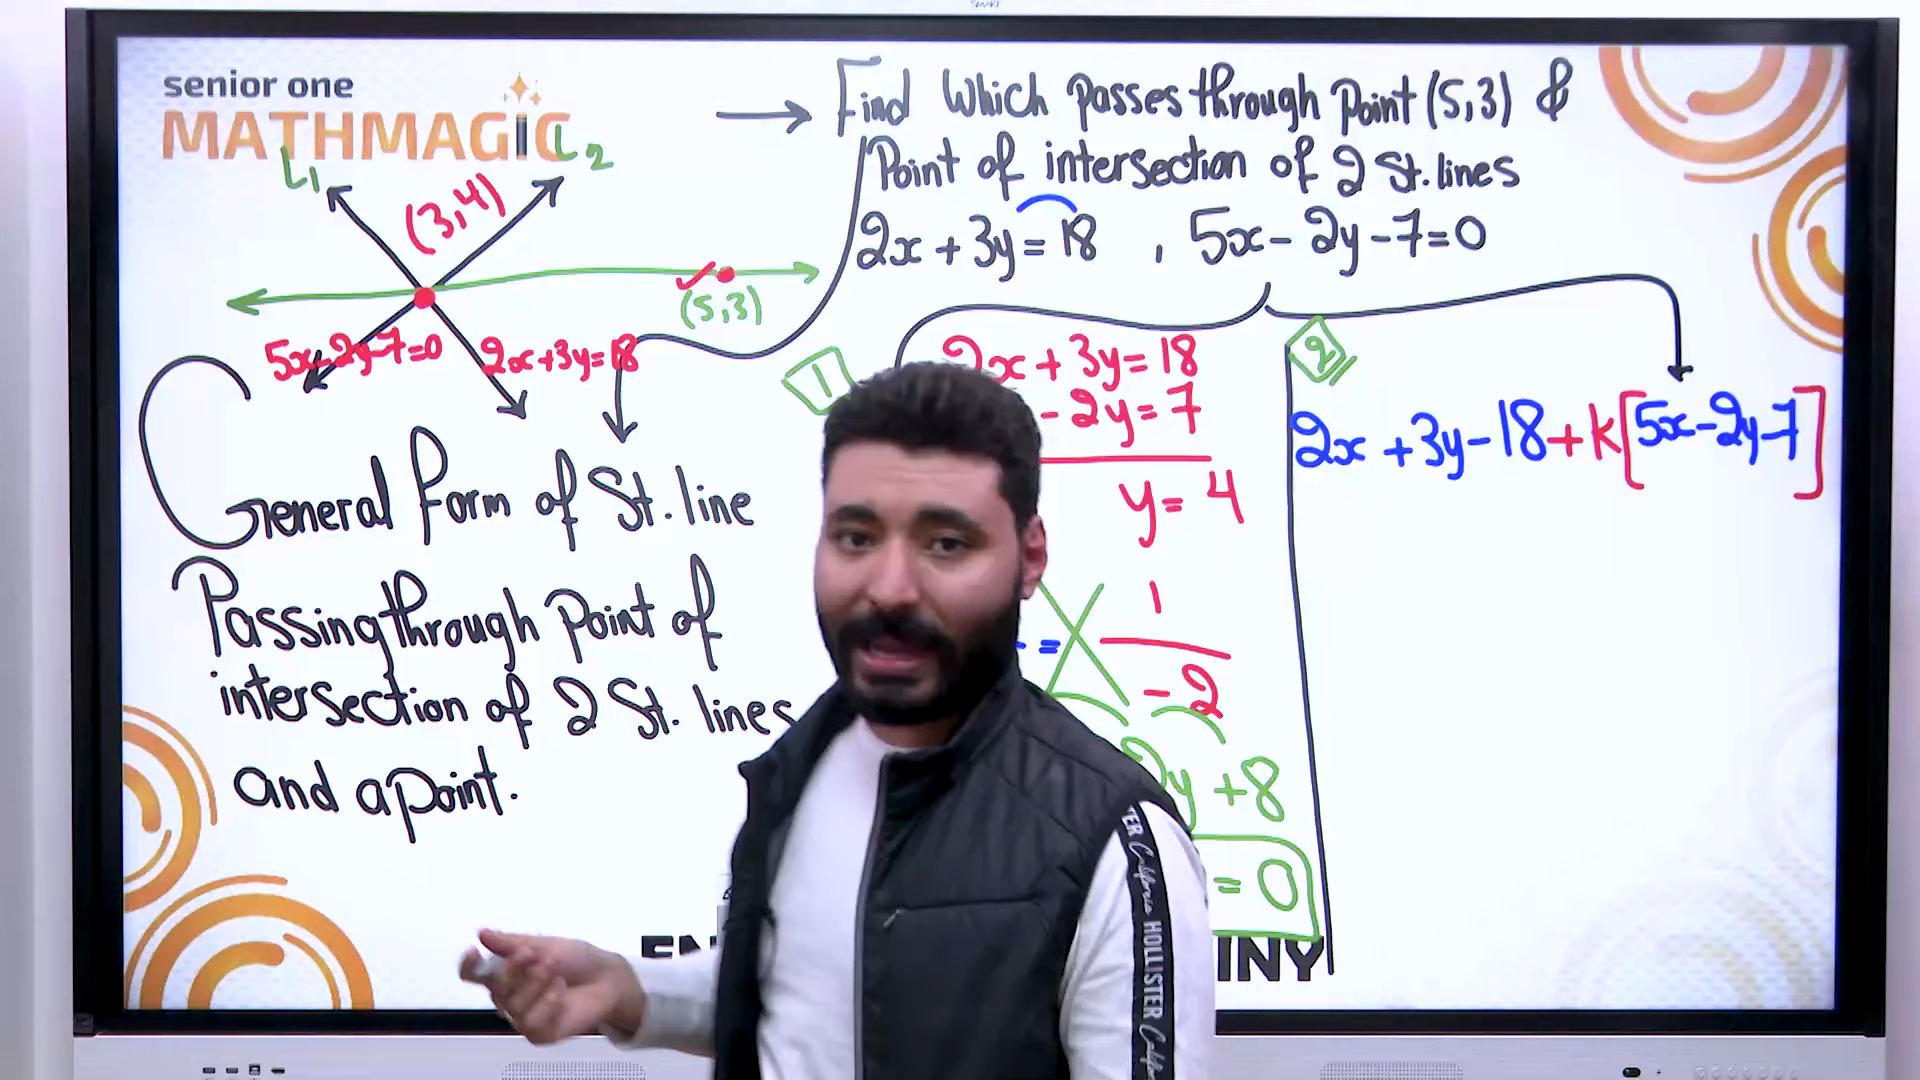 senior one
MATHMAGIC
→ Find Which passes through Point (5,3) &
Point of intersection of 2 St. lines
2x + 3y = 18 , 5x - 2y - 7 = 0
L1
(3,4)
L2
(5,3)
5x-2y-7=0
2x+3y=18
General form of St. line
Passing through Point of
intersection of 2 St. lines
and a point.
1
2x + 3y = 18
- 2y = 7
y = 4
=
1
-2
2y + 8
= 0
2
2x + 3y - 18 + k[5x - 2y - 7]
EN
INY
HOLLISTER